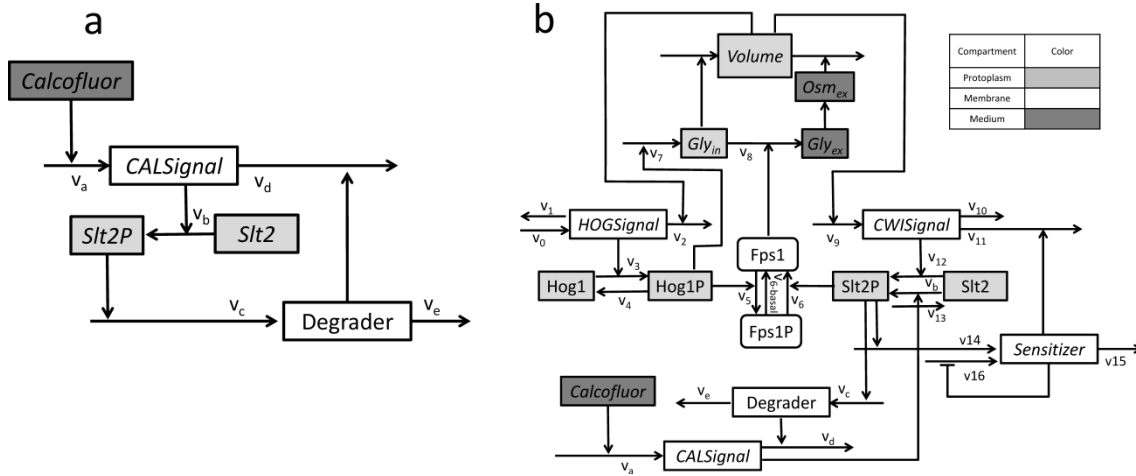 a
Calcofluor
CALSignal
va
vd
vb
Slt2P
Slt2
vc
Degrader
ve
b
Volume
Osmex
Glyin
Glyex
v7
v8
Compartment Color
Protoplasm
Membrane
Medium
v1
v0
HOGSignal
v2
v9
CWISignal
v10
v11
v3
Fps1
v12
Hog1
Hog1P
v4
v5
V6-basal
v6
Slt2P
vb
Slt2
v13
Fps1P
v14
Sensitizer
v15
v16
Calcofluor
ve
Degrader
vc
vd
va
CALSignal